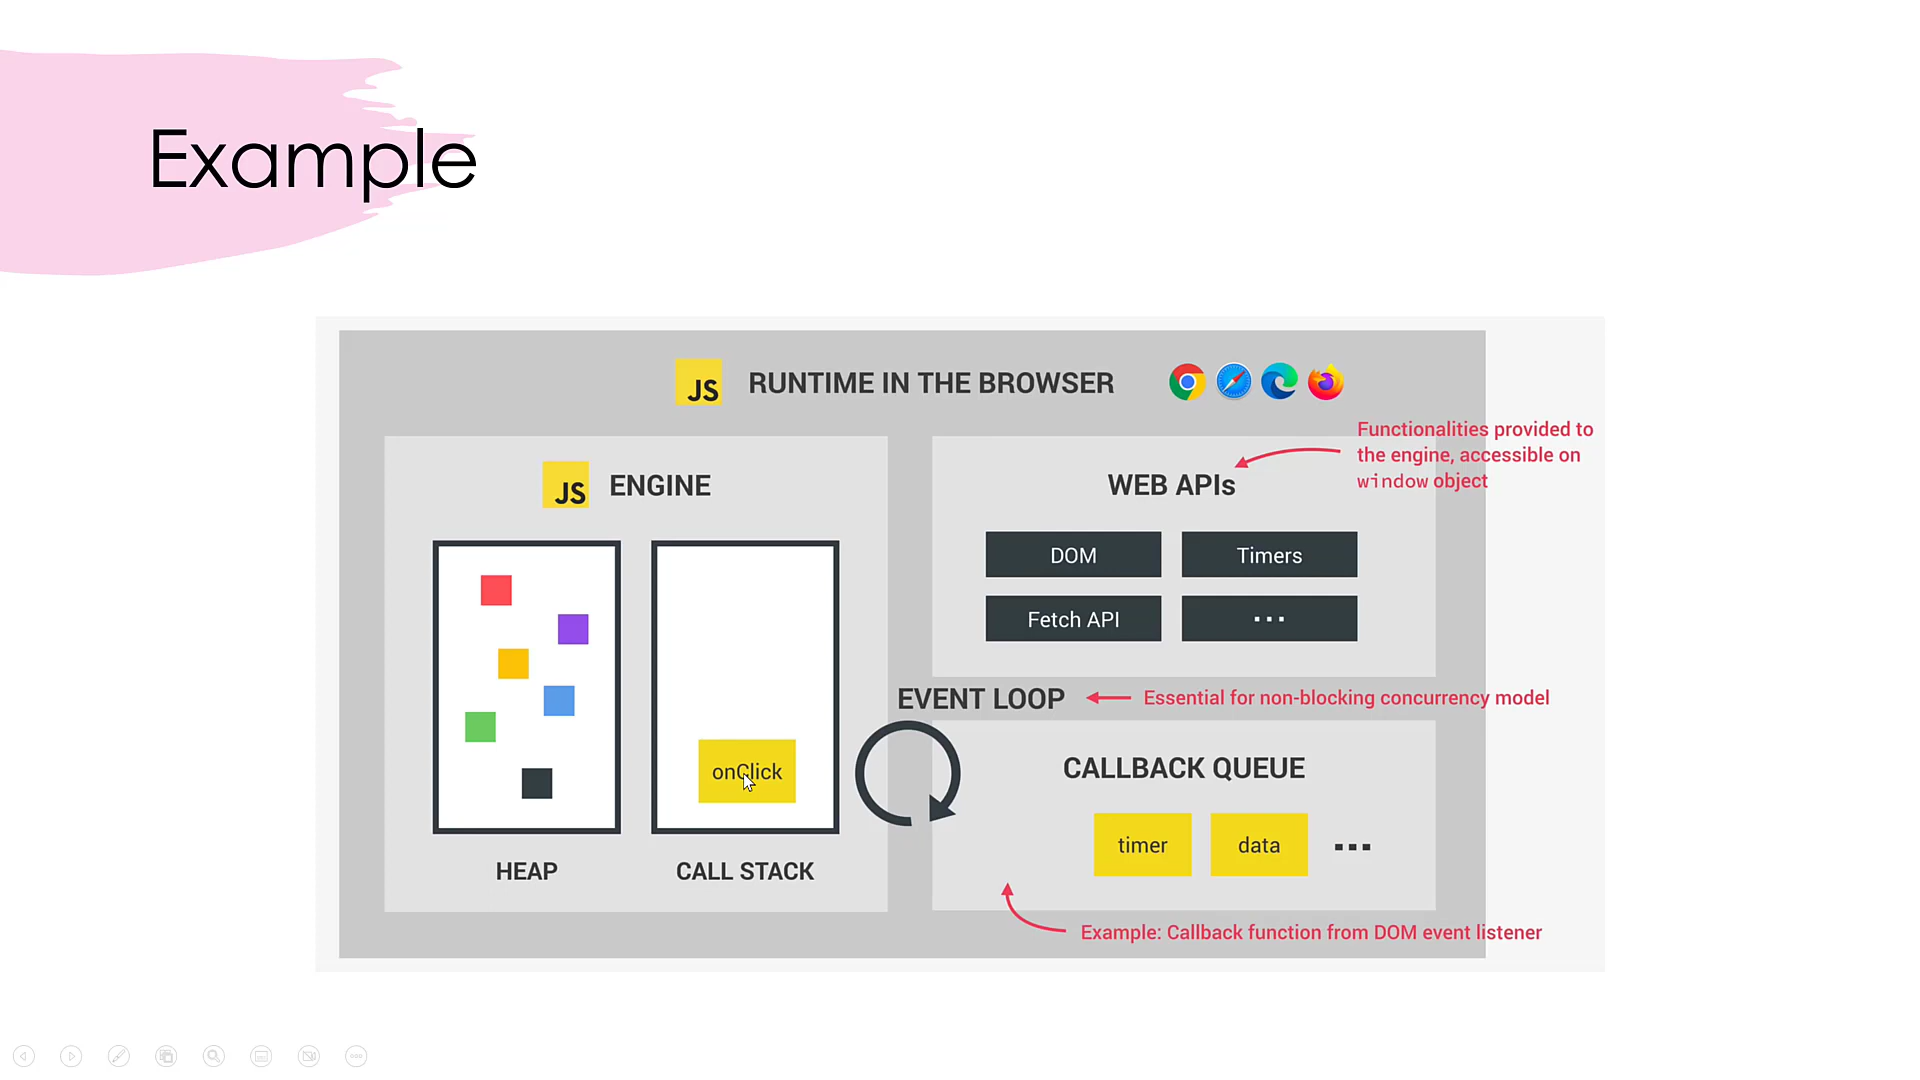 Example
JS RUNTIME IN THE BROWSER
Functionalities provided to
the engine, accessible on
window object
JS ENGINE
WEB APIs
DOM
Timers
Fetch API
...
EVENT LOOP
Essential for non-blocking concurrency model
onClick
CALLBACK QUEUE
timer
data
...
HEAP
CALL STACK
Example: Callback function from DOM event listener